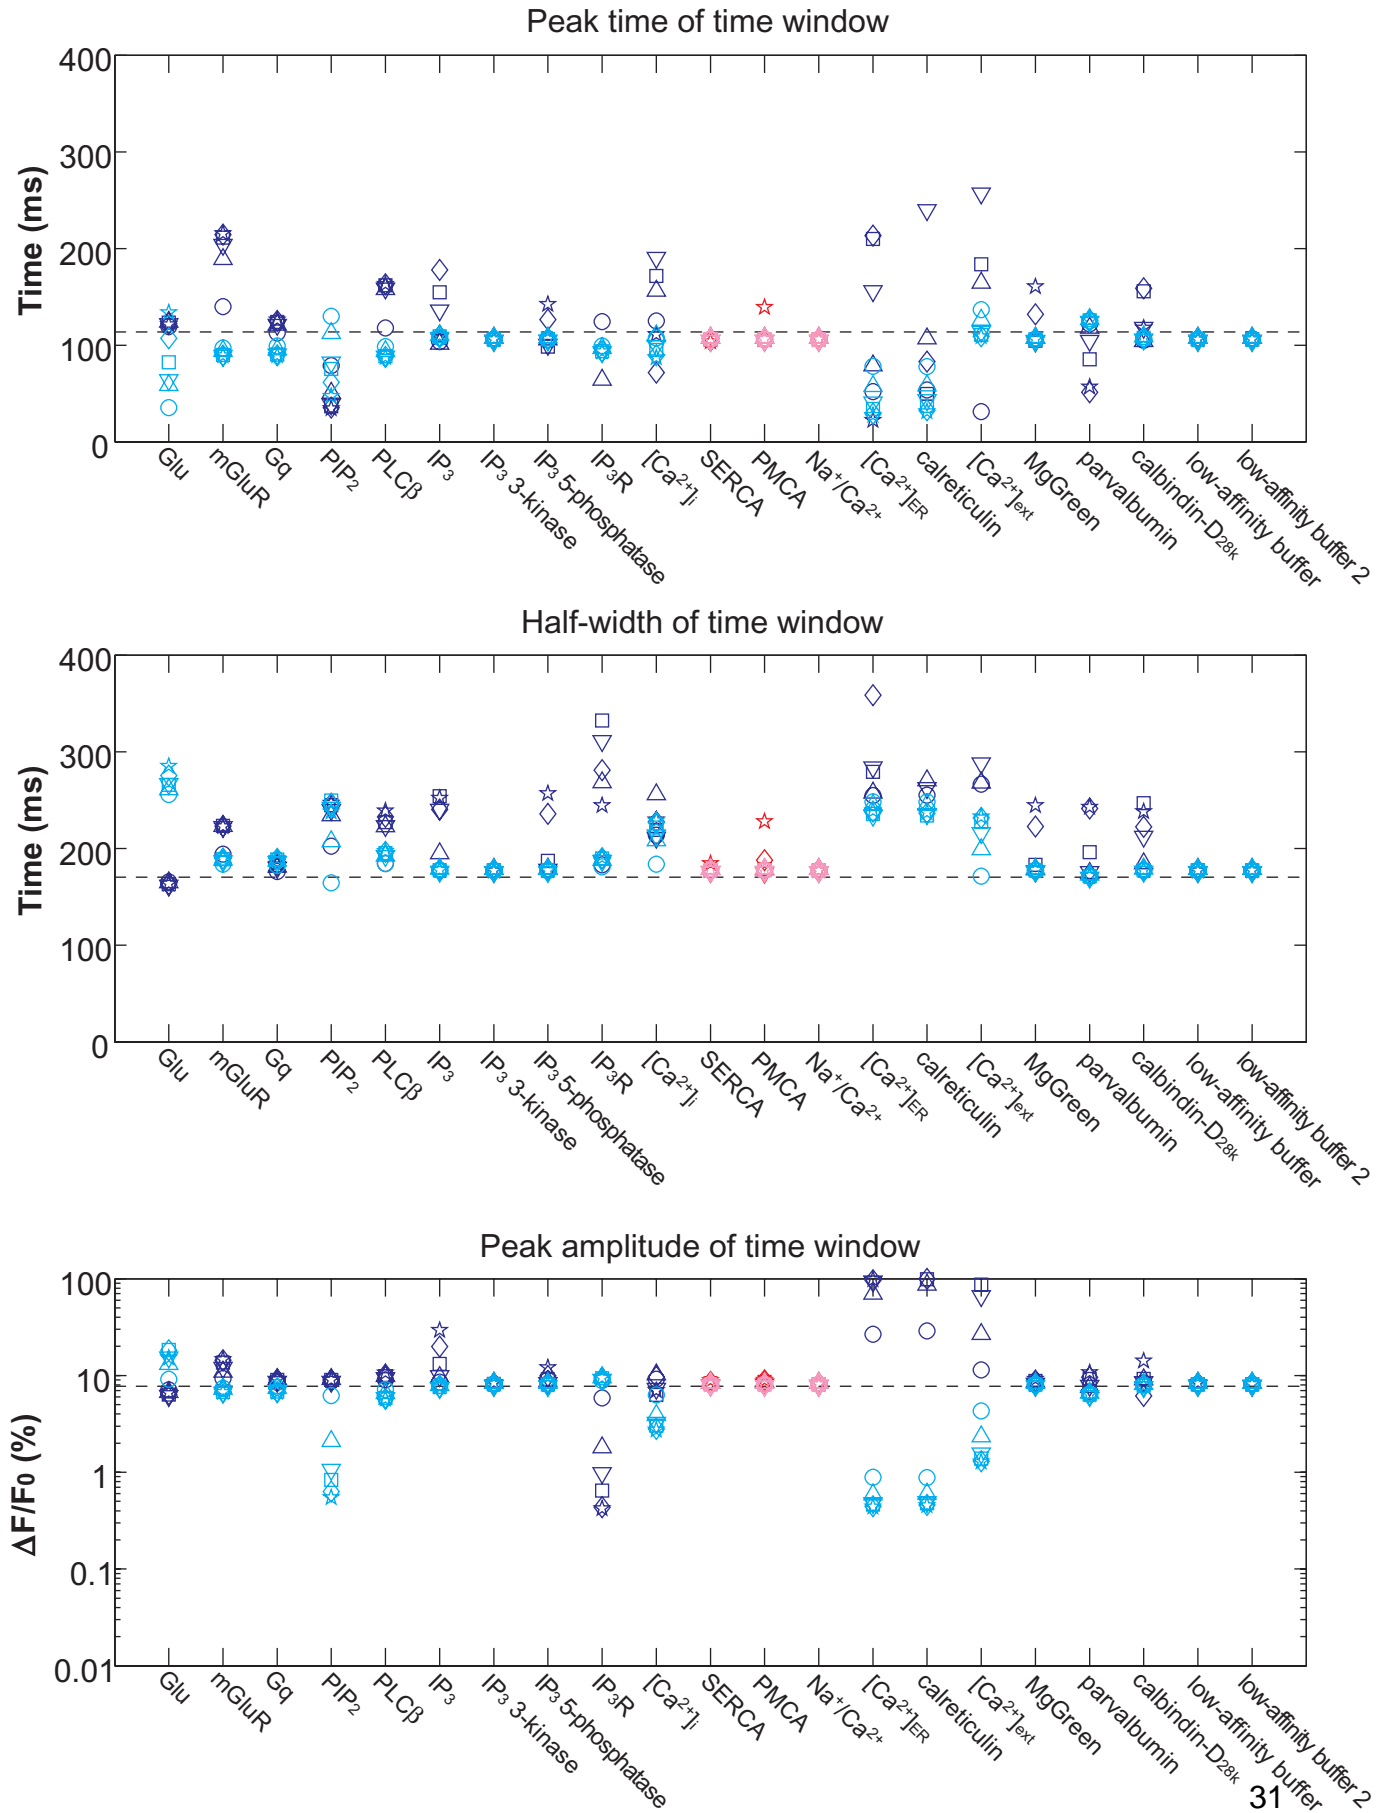 Peak time of time window
400
300
200
100
0
Time (ms)
Glu
mGluR
Gq
PIP2
PLCβ
IP3
IP3 3-kinase
IP3 5-phosphatase
IP3R
[Ca2+]i
SERCA
PMCA
Na+/Ca2+
[Ca2+]ER
calreticulin
[Ca2+]ext
MgGreen
parvalbumin
calbindin-D28k
low-affinity buffer
low-affinity buffer 2
Half-width of time window
400
300
200
100
0
Time (ms)
Glu
mGluR
Gq
PIP2
PLCβ
IP3
IP3 3-kinase
IP3 5-phosphatase
IP3R
[Ca2+]i
SERCA
PMCA
Na+/Ca2+
[Ca2+]ER
calreticulin
[Ca2+]ext
MgGreen
parvalbumin
calbindin-D28k
low-affinity buffer
low-affinity buffer 2
Peak amplitude of time window
100
10
1
0.1
0.01
ΔF/F0 (%)
Glu
mGluR
Gq
PIP2
PLCβ
IP3
IP3 3-kinase
IP3 5-phosphatase
IP3R
[Ca2+]i
SERCA
PMCA
Na+/Ca2+
[Ca2+]ER
calreticulin
[Ca2+]ext
MgGreen
parvalbumin
calbindin-D28k
low-affinity buffer
low-affinity buffer 2
31